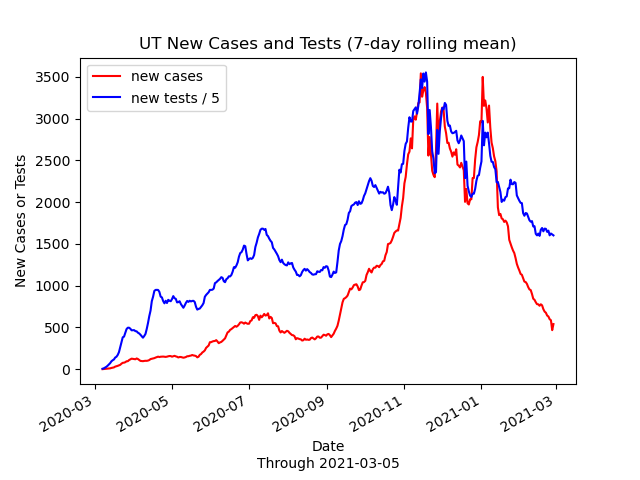 UT New Cases and Tests (7-day rolling mean)
new cases
new tests / 5
3500
3000
2500
2000
1500
1000
500
0
New Cases or Tests
2020-03
2020-05
2020-07
2020-09
2020-11
2021-01
2021-03
Date
Through 2021-03-05